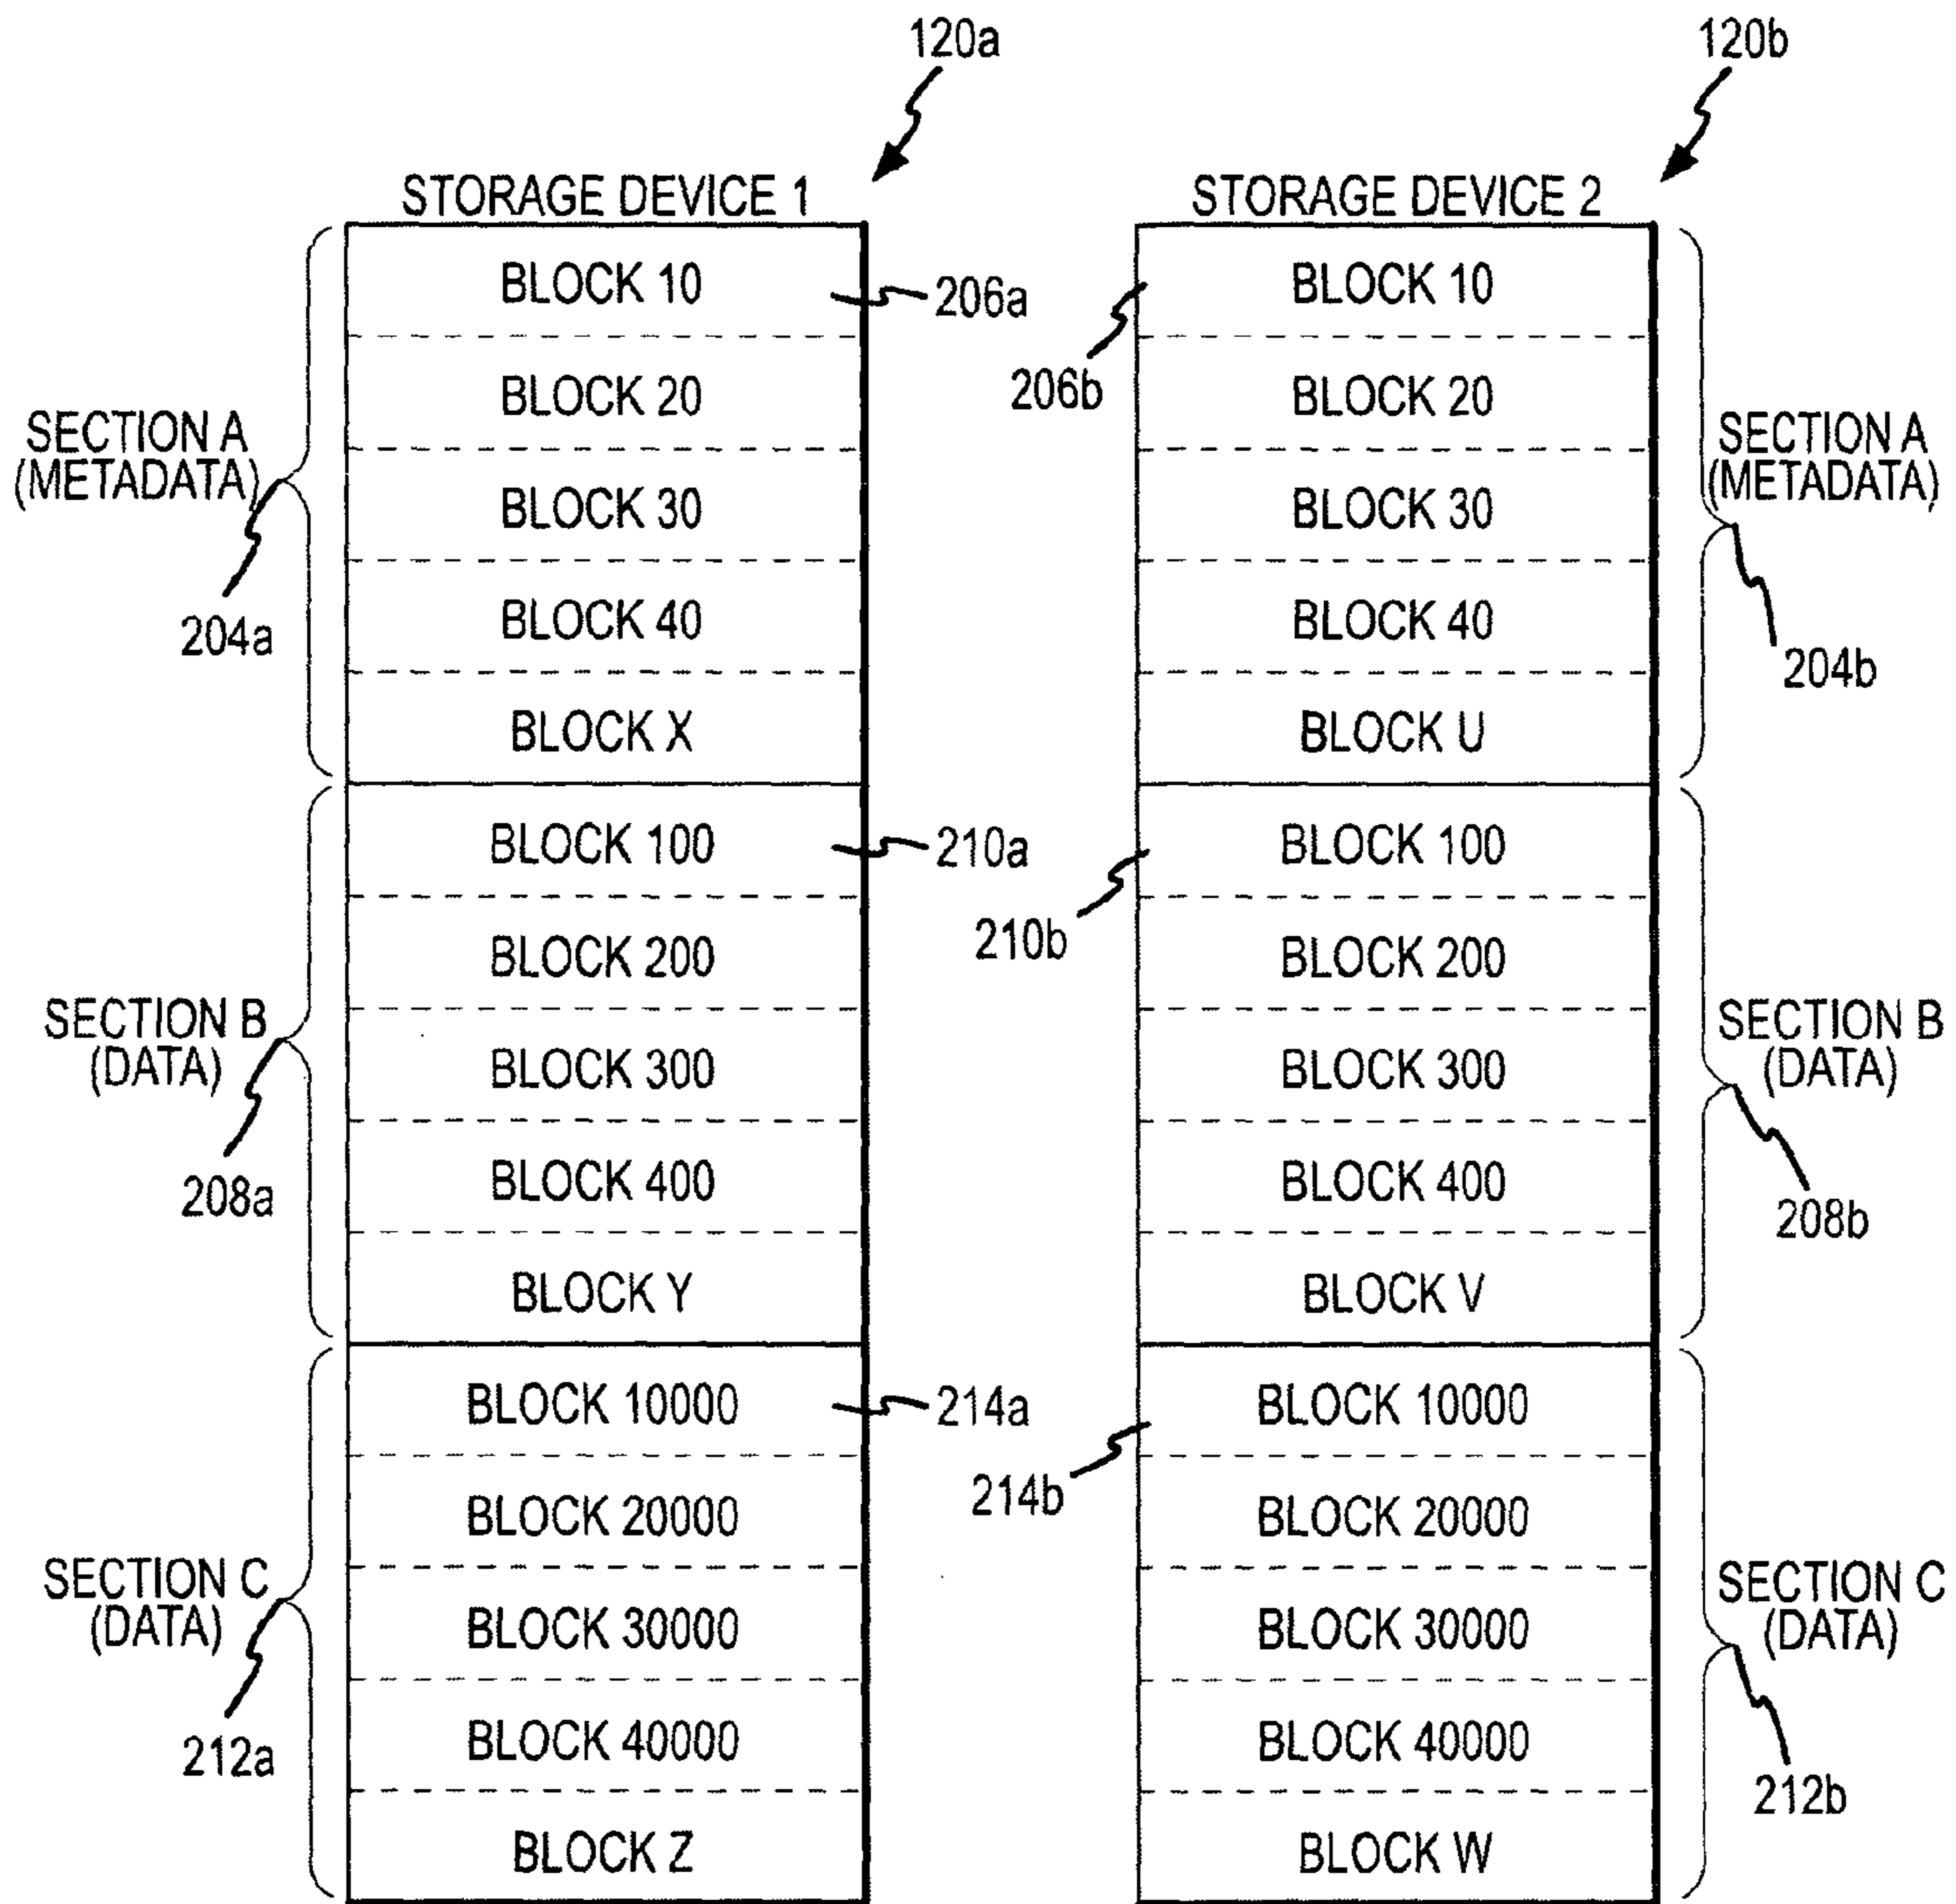 120a
120b
STORAGE DEVICE 1
STORAGE DEVICE 2
BLOCK 10
206a
BLOCK 10
206b
BLOCK 20
BLOCK 20
SECTION A
(METADATA)
SECTION A
(METADATA)
BLOCK 30
BLOCK 30
204a
BLOCK 40
BLOCK 40
204b
BLOCK X
BLOCK U
BLOCK 100
210a
BLOCK 100
210b
BLOCK 200
BLOCK 200
SECTION B
(DATA)
SECTION B
(DATA)
BLOCK 300
BLOCK 300
208a
BLOCK 400
BLOCK 400
208b
BLOCK Y
BLOCK V
BLOCK 10000
214a
BLOCK 10000
214b
BLOCK 20000
BLOCK 20000
SECTION C
(DATA)
SECTION C
(DATA)
BLOCK 30000
BLOCK 30000
212a
BLOCK 40000
BLOCK 40000
212b
BLOCK Z
BLOCK W